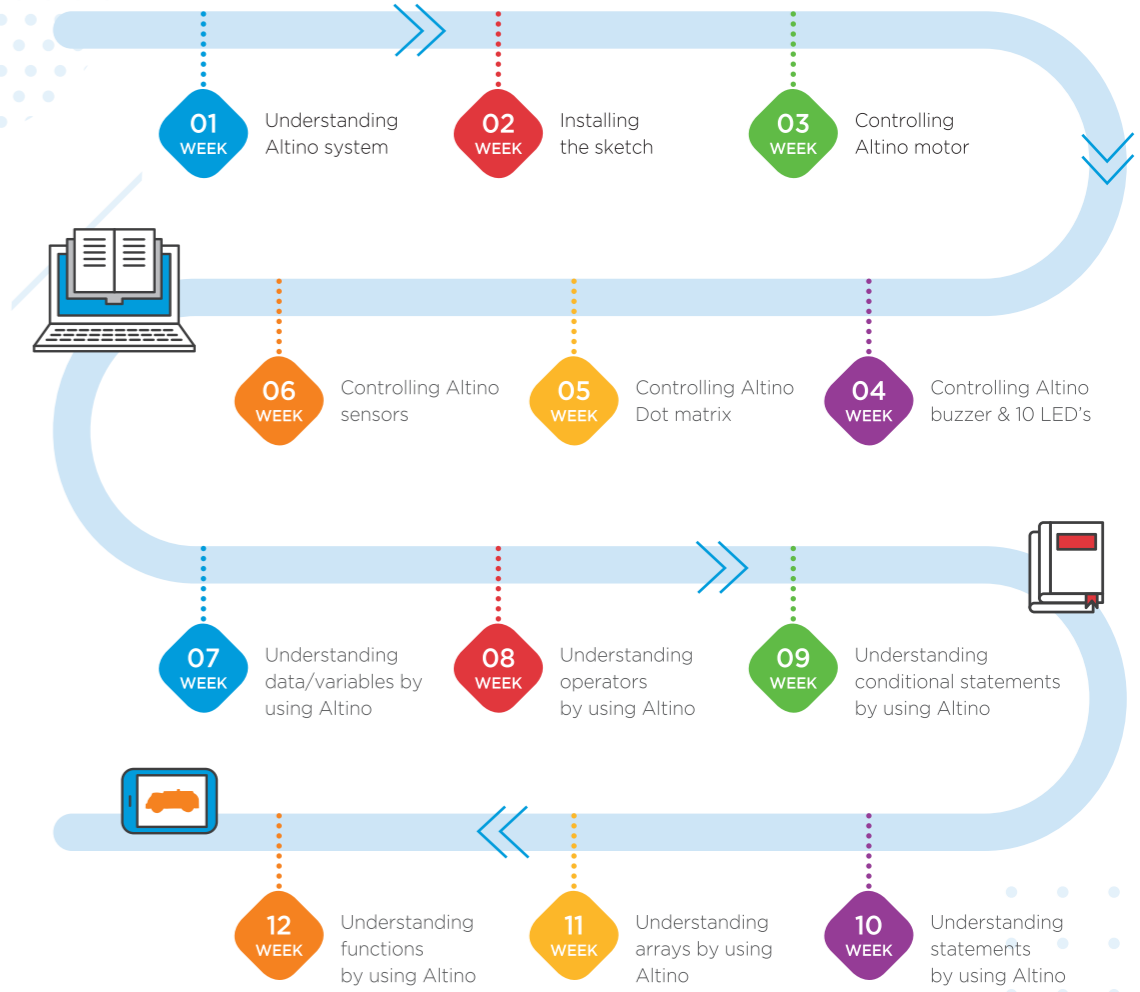 01
WEEK
Understanding
Altino system
02
WEEK
Installing
the sketch
03
WEEK
Controlling
Altino motor
06
WEEK
Controlling Altino
sensors
05
WEEK
Controlling Altino
Dot matrix
04
WEEK
Controlling Altino
buzzer & 10 LED's
07
WEEK
Understanding
data/variables by
using Altino
08
WEEK
Understanding
operators
by using Altino
09
WEEK
Understanding
conditional statements
by using Altino
12
WEEK
Understanding
functions
by using Altino
11
WEEK
Understanding
arrays by using
Altino
10
WEEK
Understanding
statements
by using Altino